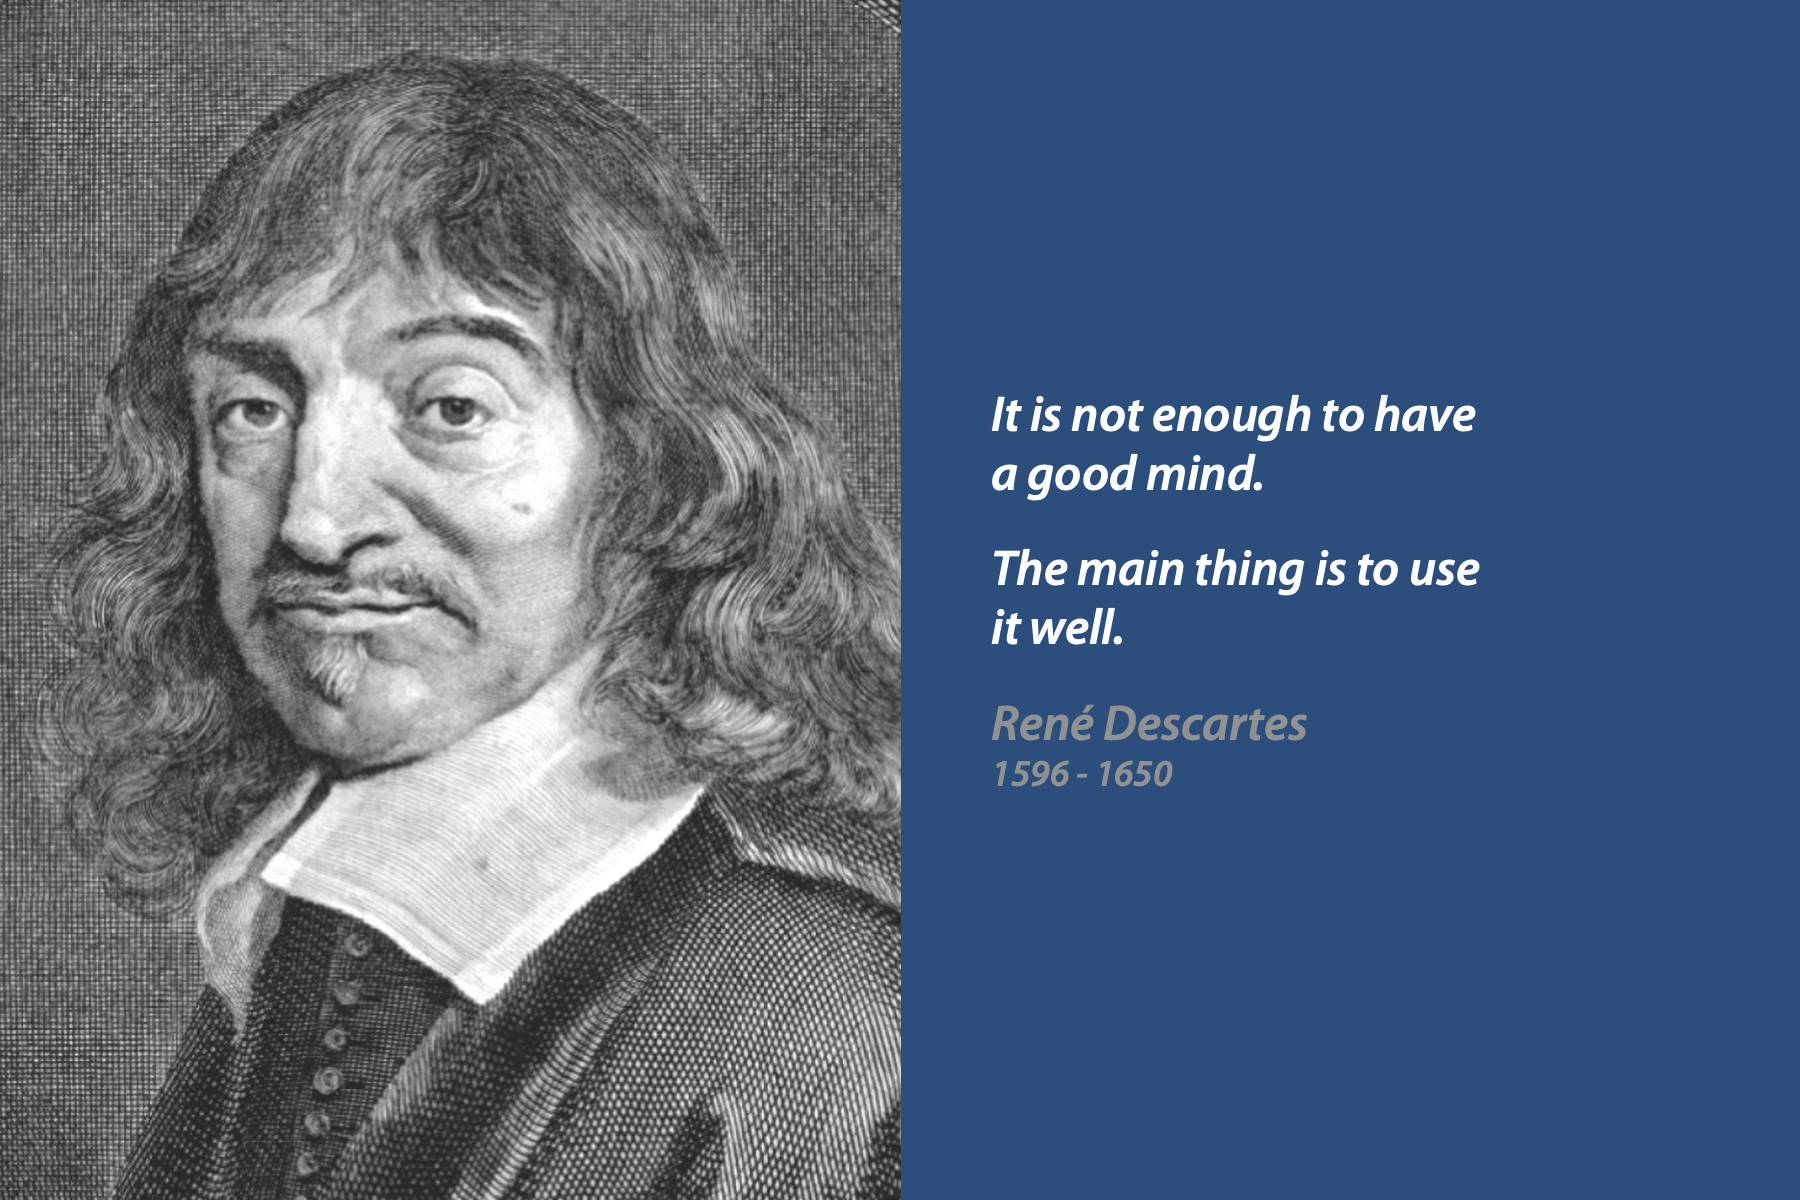 It is not enough to have
a good mind.
The main thing is to use
it well.
René Descartes
1596 - 1650